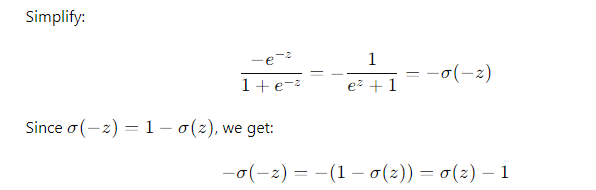 Simplify:
$$\frac{-e^{-z}}{1 + e^{-z}} = -\frac{1}{e^{z} + 1} = -\sigma(-z)$$
Since $\sigma(-z) = 1 - \sigma(z)$, we get:
$$-\sigma(-z) = -(1 - \sigma(z)) = \sigma(z) - 1$$